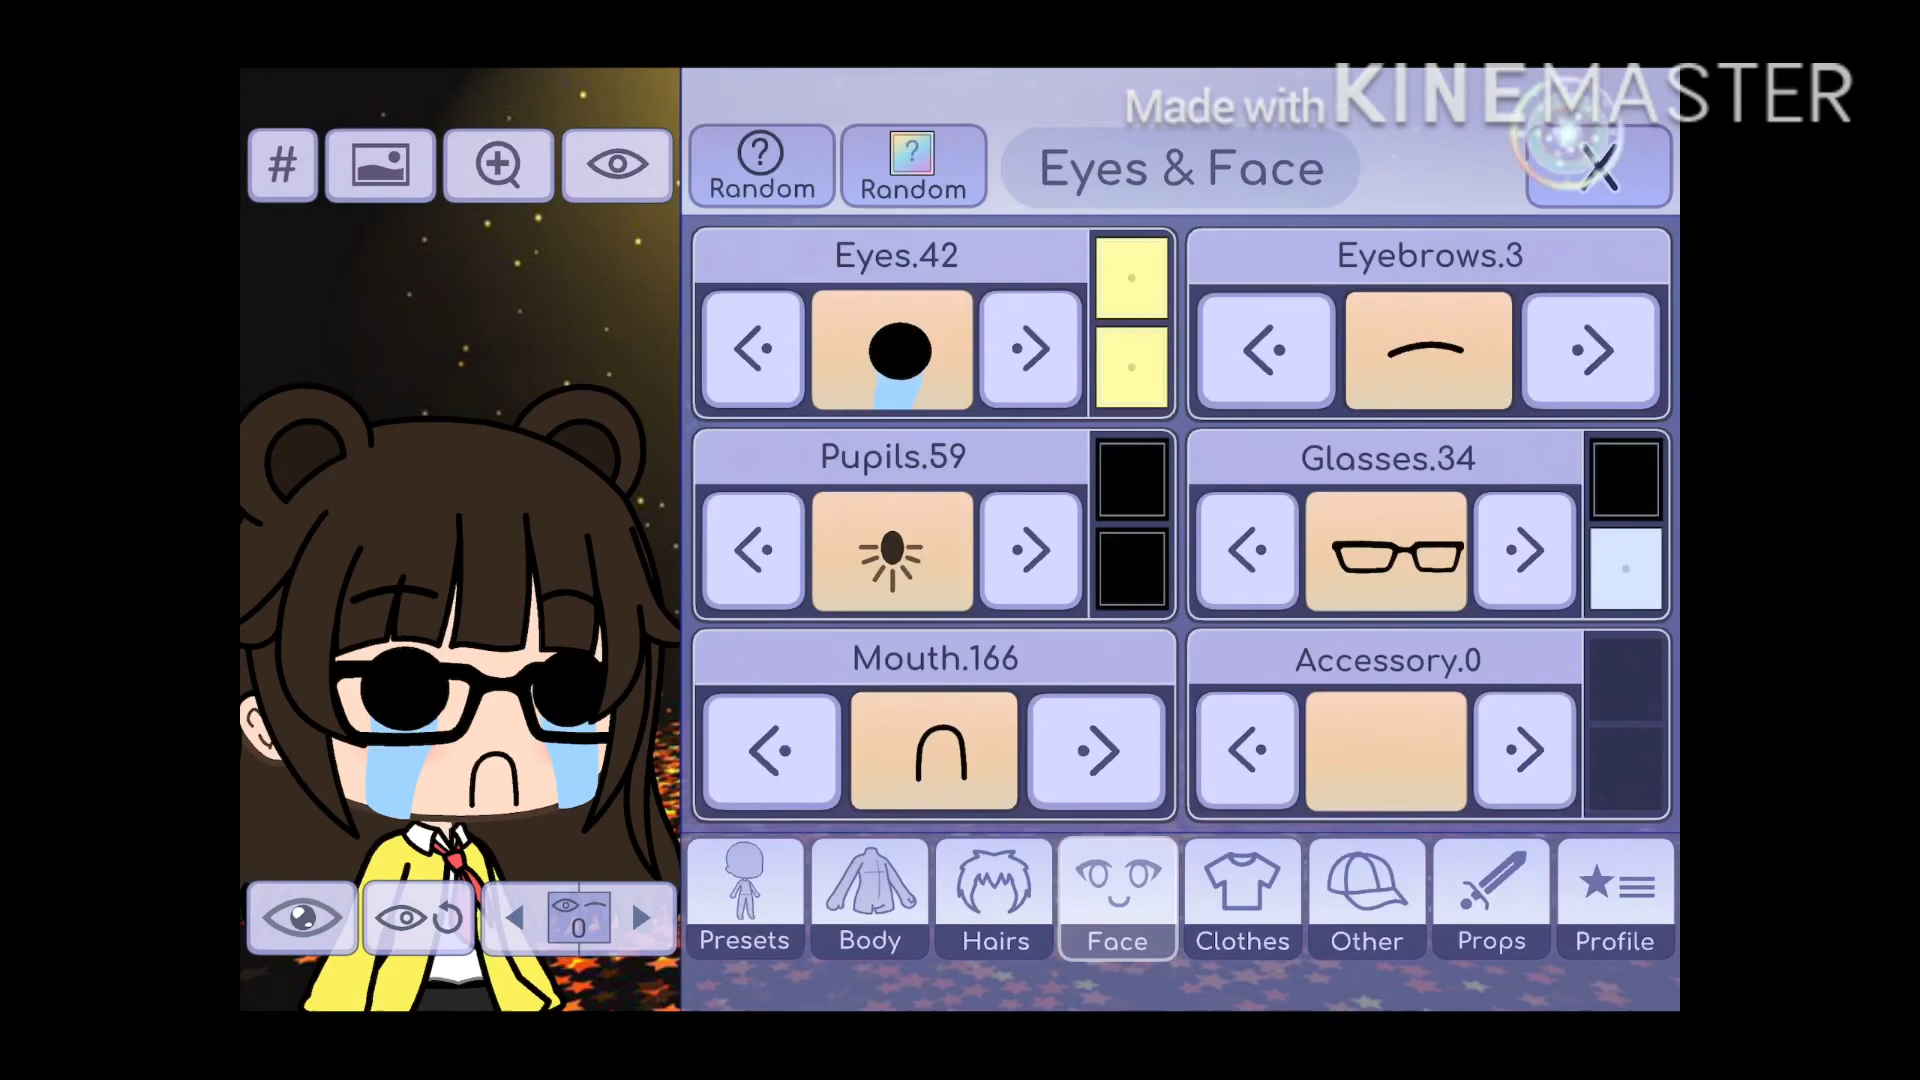 Made with KINEMASTER
#
? Random
? Random
Eyes & Face
X
Eyes.42
Eyebrows.3
Pupils.59
Glasses.34
Mouth.166
Accessory.0
0
Presets
Body
Hairs
Face
Clothes
Other
Props
Profile